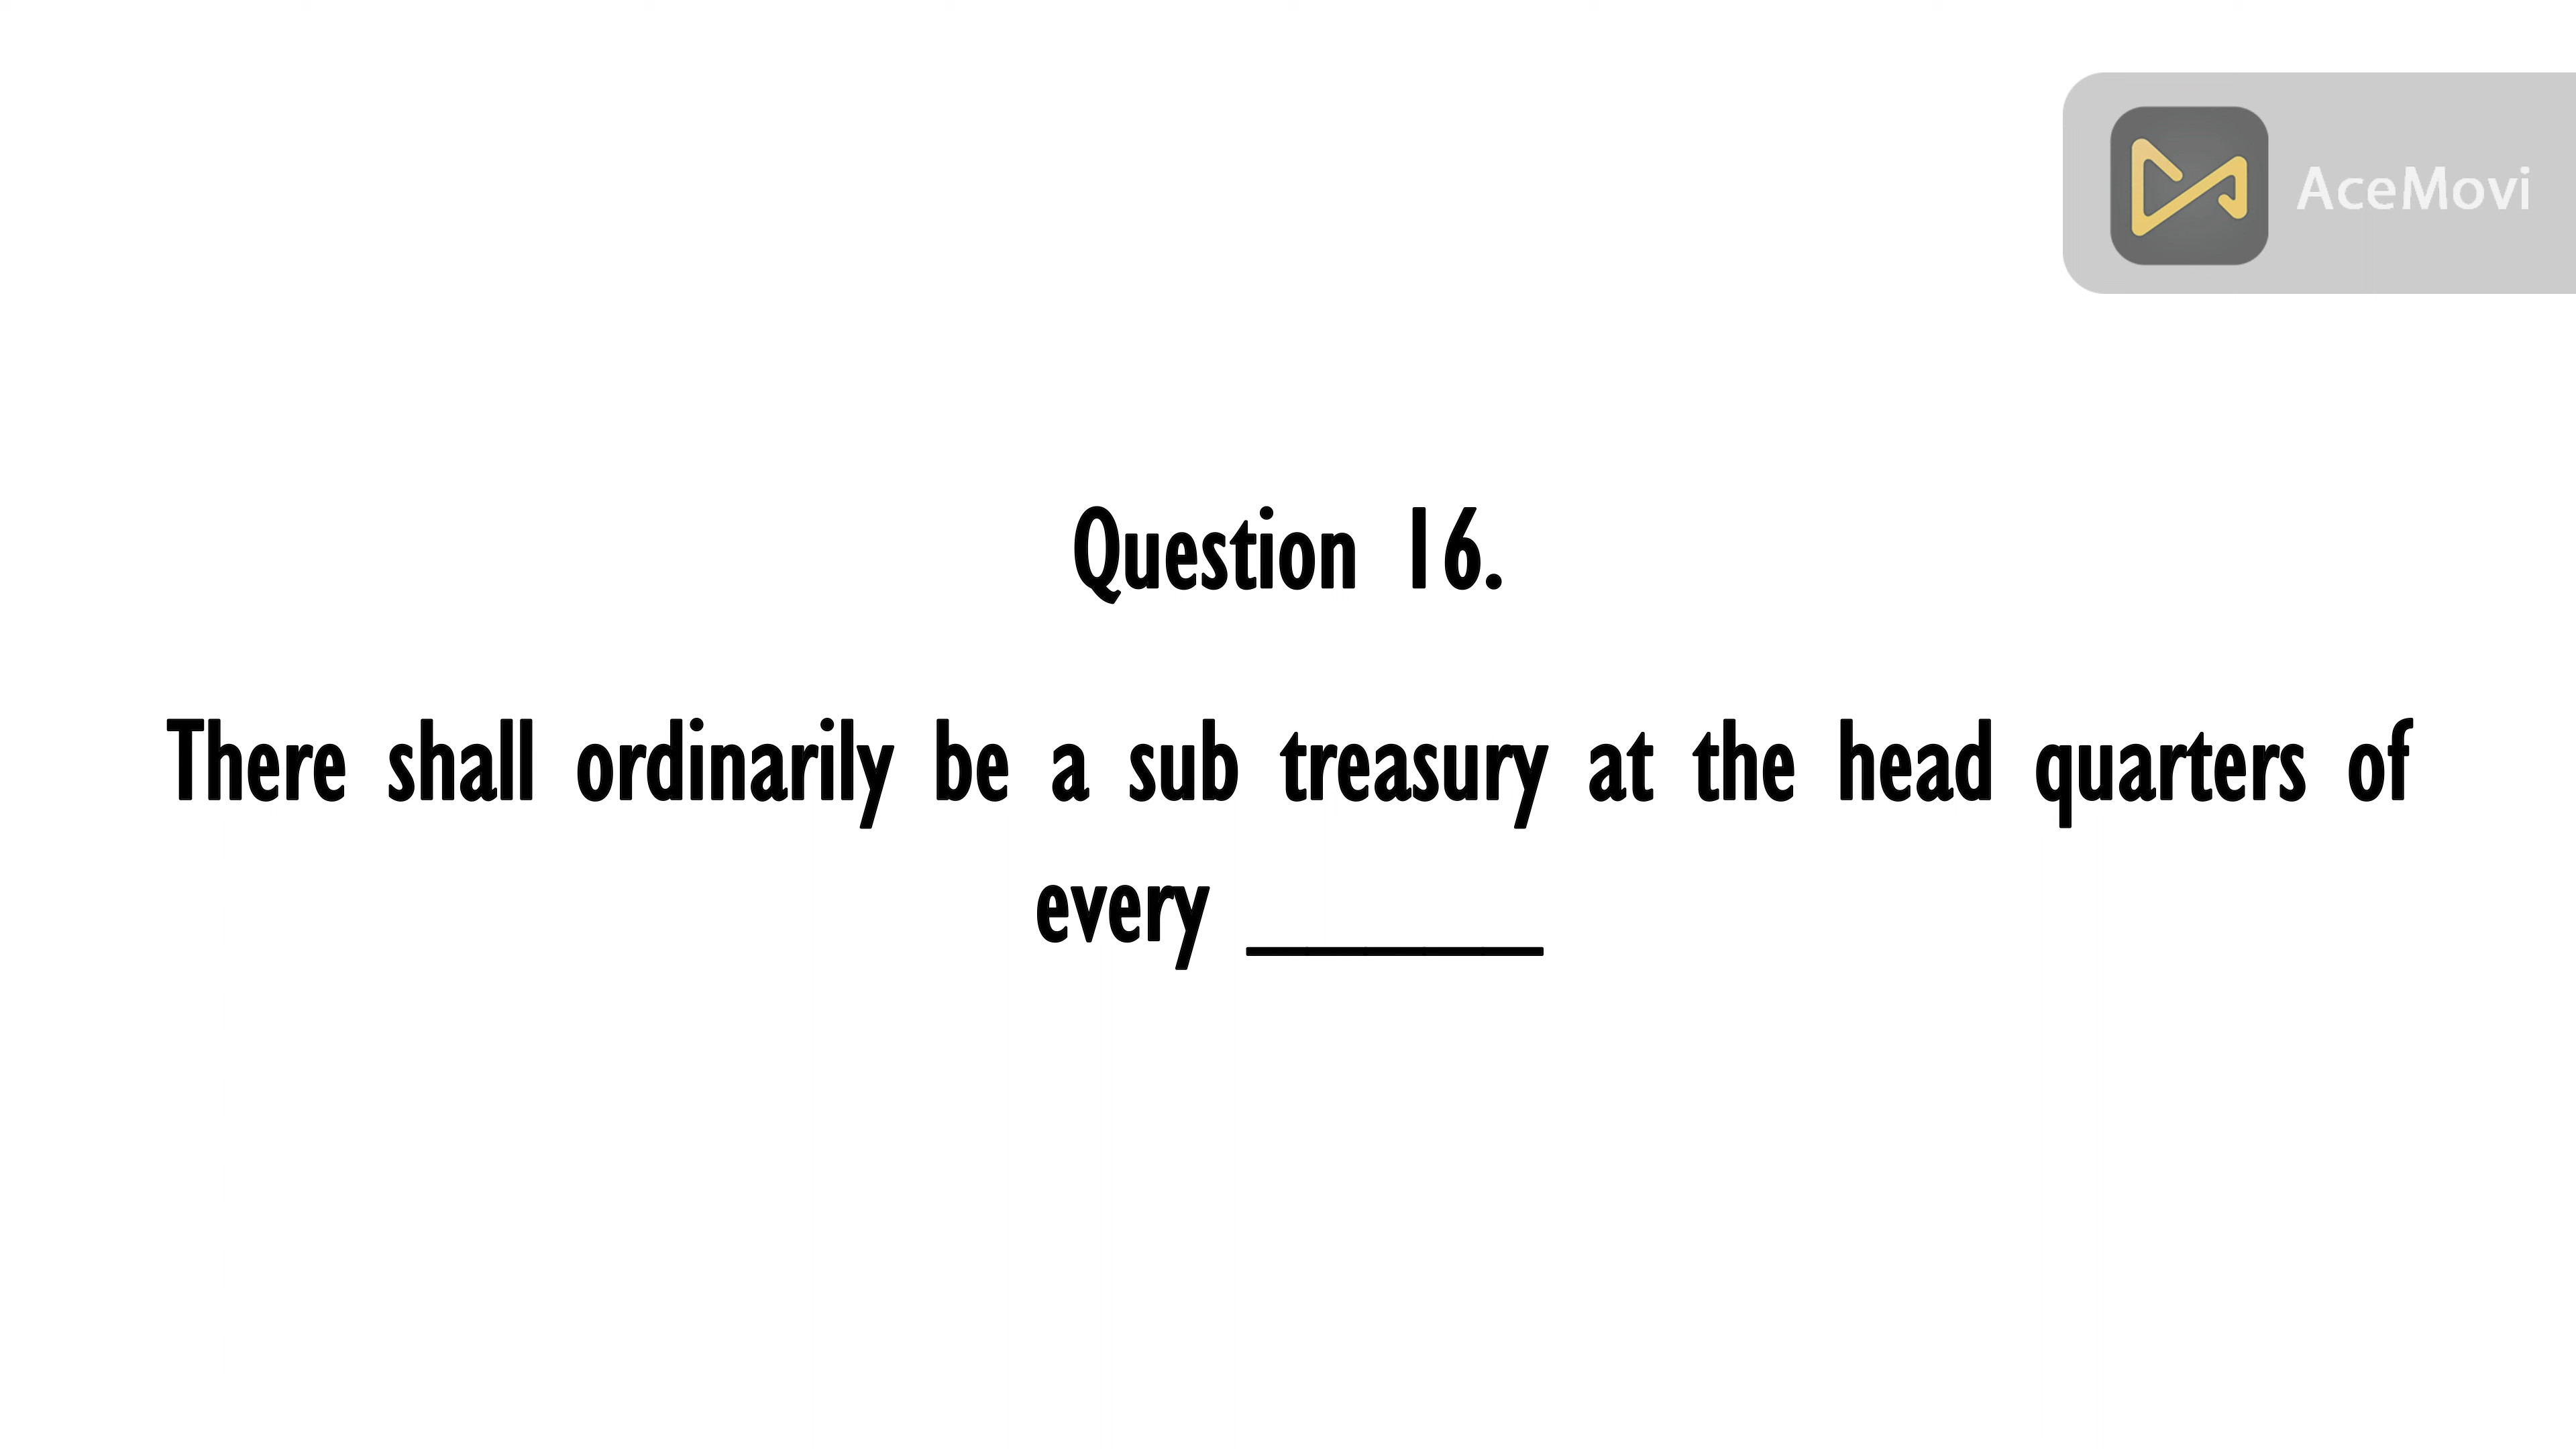 AceMovi
Question 16.
There shall ordinarily be a sub treasury at the head quarters of
every ______